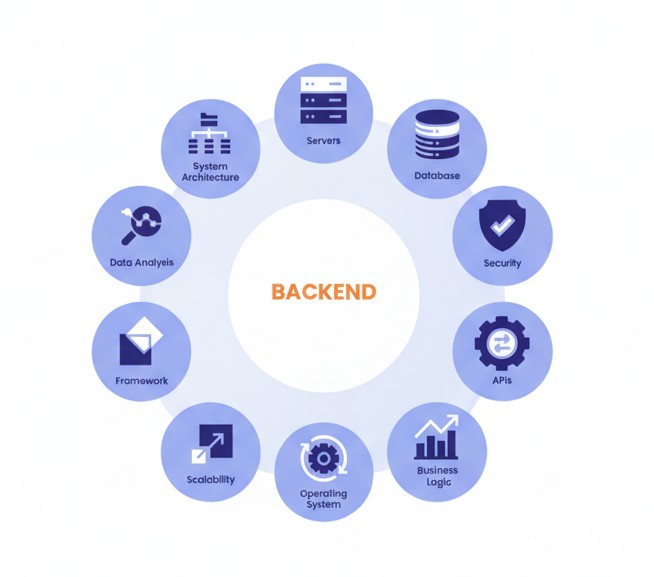 Servers
Database
Security
APis
Business
Logic
Operating
System
Scalability
Framework
Data Analyeis
System
Architecture
BACKEND